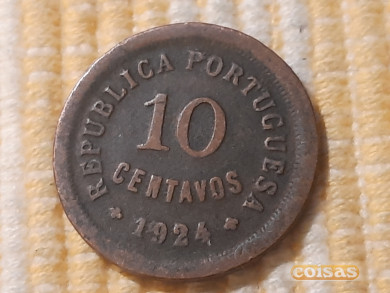 REPUBLICA PORTUGUESA
10
CENTAVOS
* 1924 *
coisas